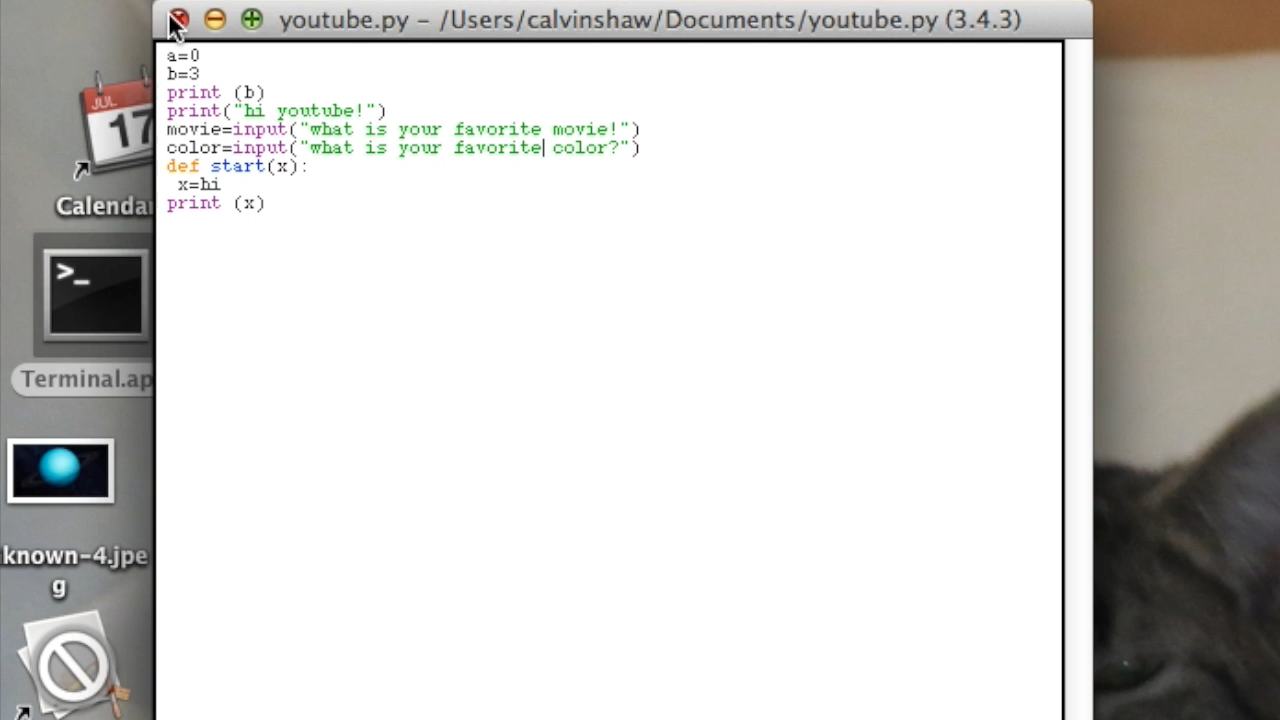 youtube.py – /Users/calvinshaw/Documents/youtube.py (3.4.3)
a=0
b=3
print (b)
print("hi youtube!")
movie=input("what is your favorite movie!")
color=input("what is your favorite color?")
def start(x):
 x=hi
print (x)
JUL
17
Calendar
>_
Terminal.ap
known-4.jpe
g